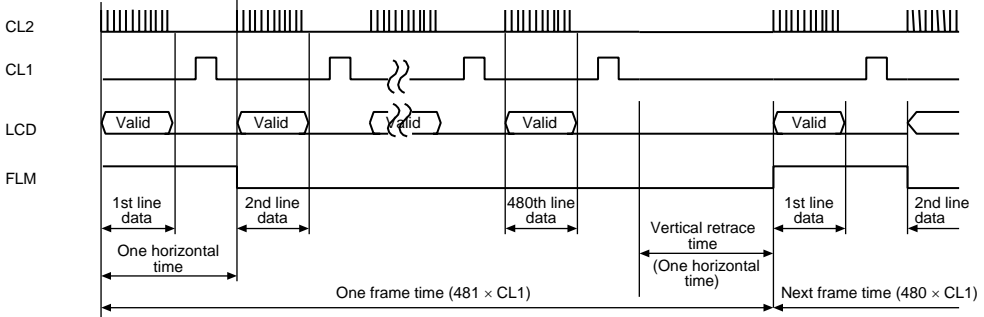 CL2
CL1
LCD
Valid
Valid
Valid
Valid
Valid
FLM
1st line
data
2nd line
data
480th line
data
1st line
data
2nd line
data
One horizontal
time
Vertical retrace
time
(One horizontal
time)
One frame time (481 × CL1)
Next frame time (480 × CL1)